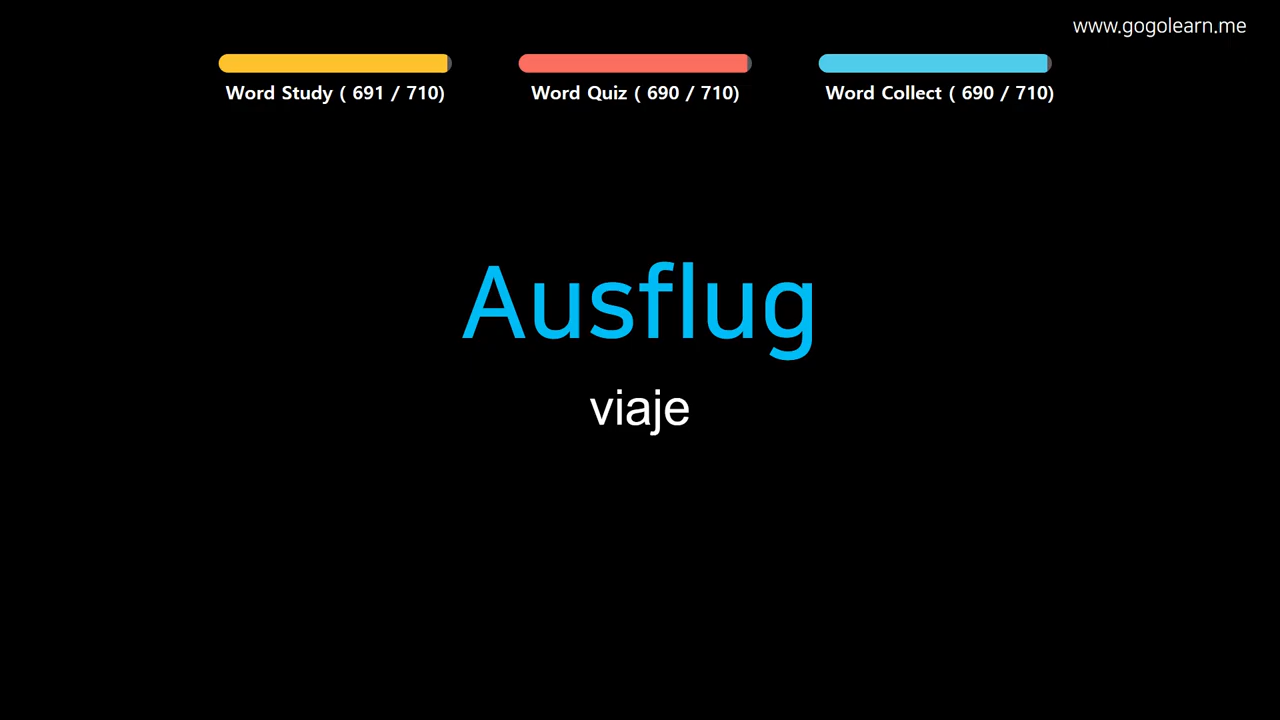 www.gogolearn.me
Word Study ( 691 / 710)
Word Quiz ( 690 / 710)
Word Collect ( 690 / 710)
Ausflug
viaje